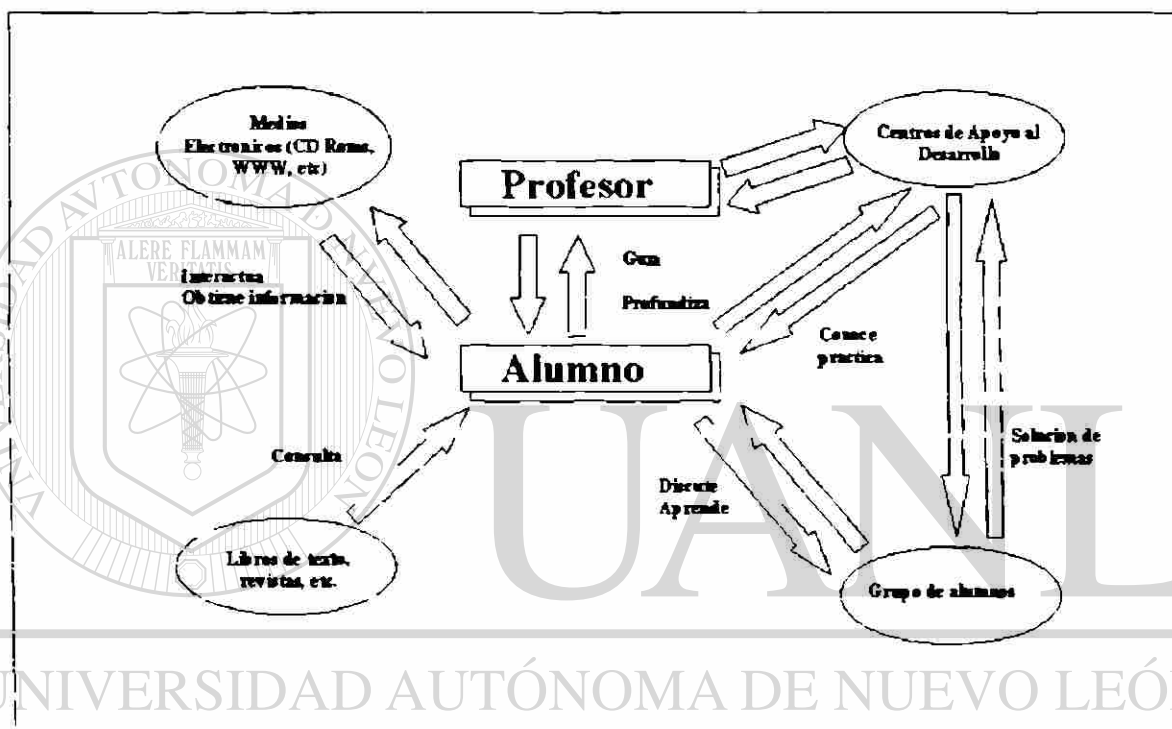 Medios
Electronicos (CD Roms,
WWW, etc)
Centros de Apoyo al
Desarrollo
Profesor
ALERE FLAMMAM
VERITATIS
Interactua
Obtiene informacion
Guia
Profundiza
Alumno
Conoce
practica
Consulta
Solucion de
problemas
Discute
Aprende
UANL
Libros de texto,
revistas, etc.
Grupo de alumnos
UNIVERSIDAD AUTÓNOMA DE NUEVO LEÓN